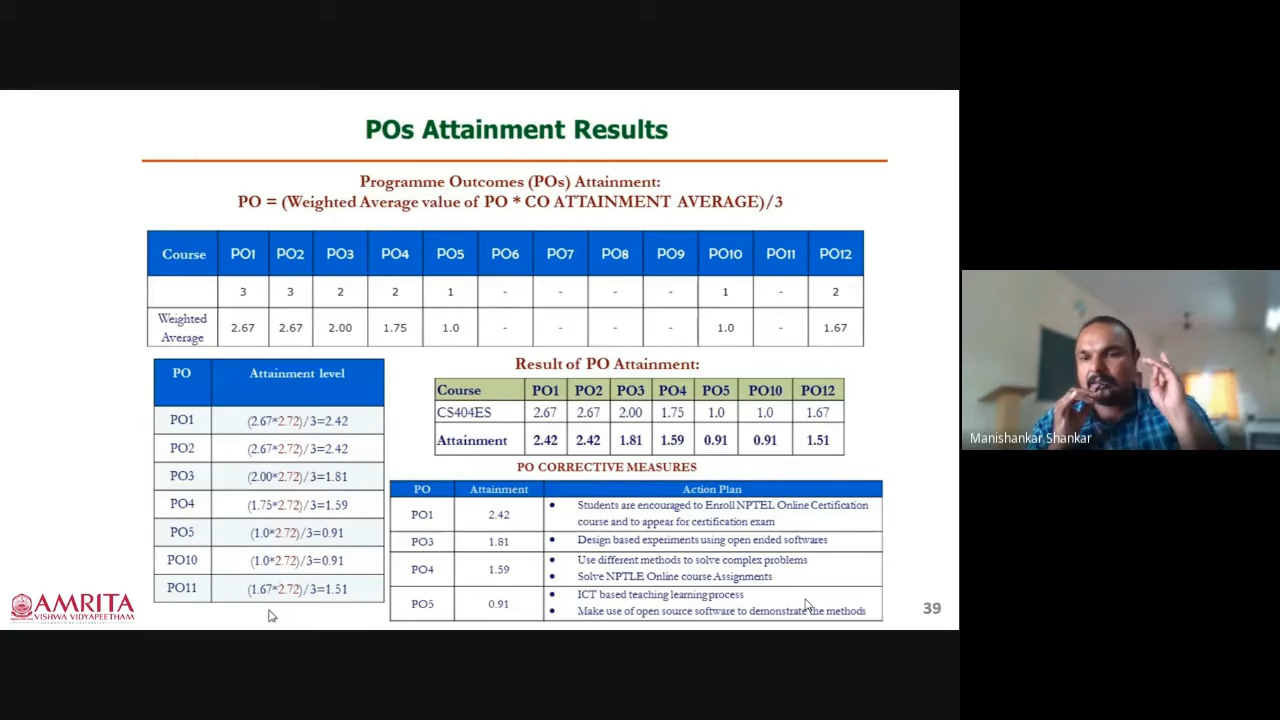 POs Attainment Results
Programme Outcomes (POs) Attainment:
PO = (Weighted Average value of PO * CO ATTAINMENT AVERAGE)/3
Course PO1 PO2 PO3 PO4 PO5 PO6 PO7 PO8 PO9 PO10 PO11 PO12
3 3 2 2 1 - - - - 1 - 2
Weighted Average 2.67 2.67 2.00 1.75 1.0 - - - - 1.0 - 1.67
PO Attainment level
PO1 (2.67*2.72)/3=2.42
PO2 (2.67*2.72)/3=2.42
PO3 (2.00*2.72)/3=1.81
PO4 (1.75*2.72)/3=1.59
PO5 (1.0*2.72)/3=0.91
PO10 (1.0*2.72)/3=0.91
PO11 (1.67*2.72)/3=1.51
Result of PO Attainment:
Course PO1 PO2 PO3 PO4 PO5 PO10 PO12
CS404ES 2.67 2.67 2.00 1.75 1.0 1.0 1.67
Attainment 2.42 2.42 1.81 1.59 0.91 0.91 1.51
PO CORRECTIVE MEASURES
PO Attainment Action Plan
PO1 2.42 • Students are encouraged to Enroll NPTEL Online Certification
course and to appear for certification exam
PO3 1.81 • Design based experiments using open ended softwares
PO4 1.59 • Use different methods to solve complex problems
• Solve NPTLE Online course Assignments
PO5 0.91 • ICT based teaching learning process
• Make use of open source software to demonstrate the methods
AMRITA
VISHWA VIDYAPEETHAM
39
Manishankar Shankar